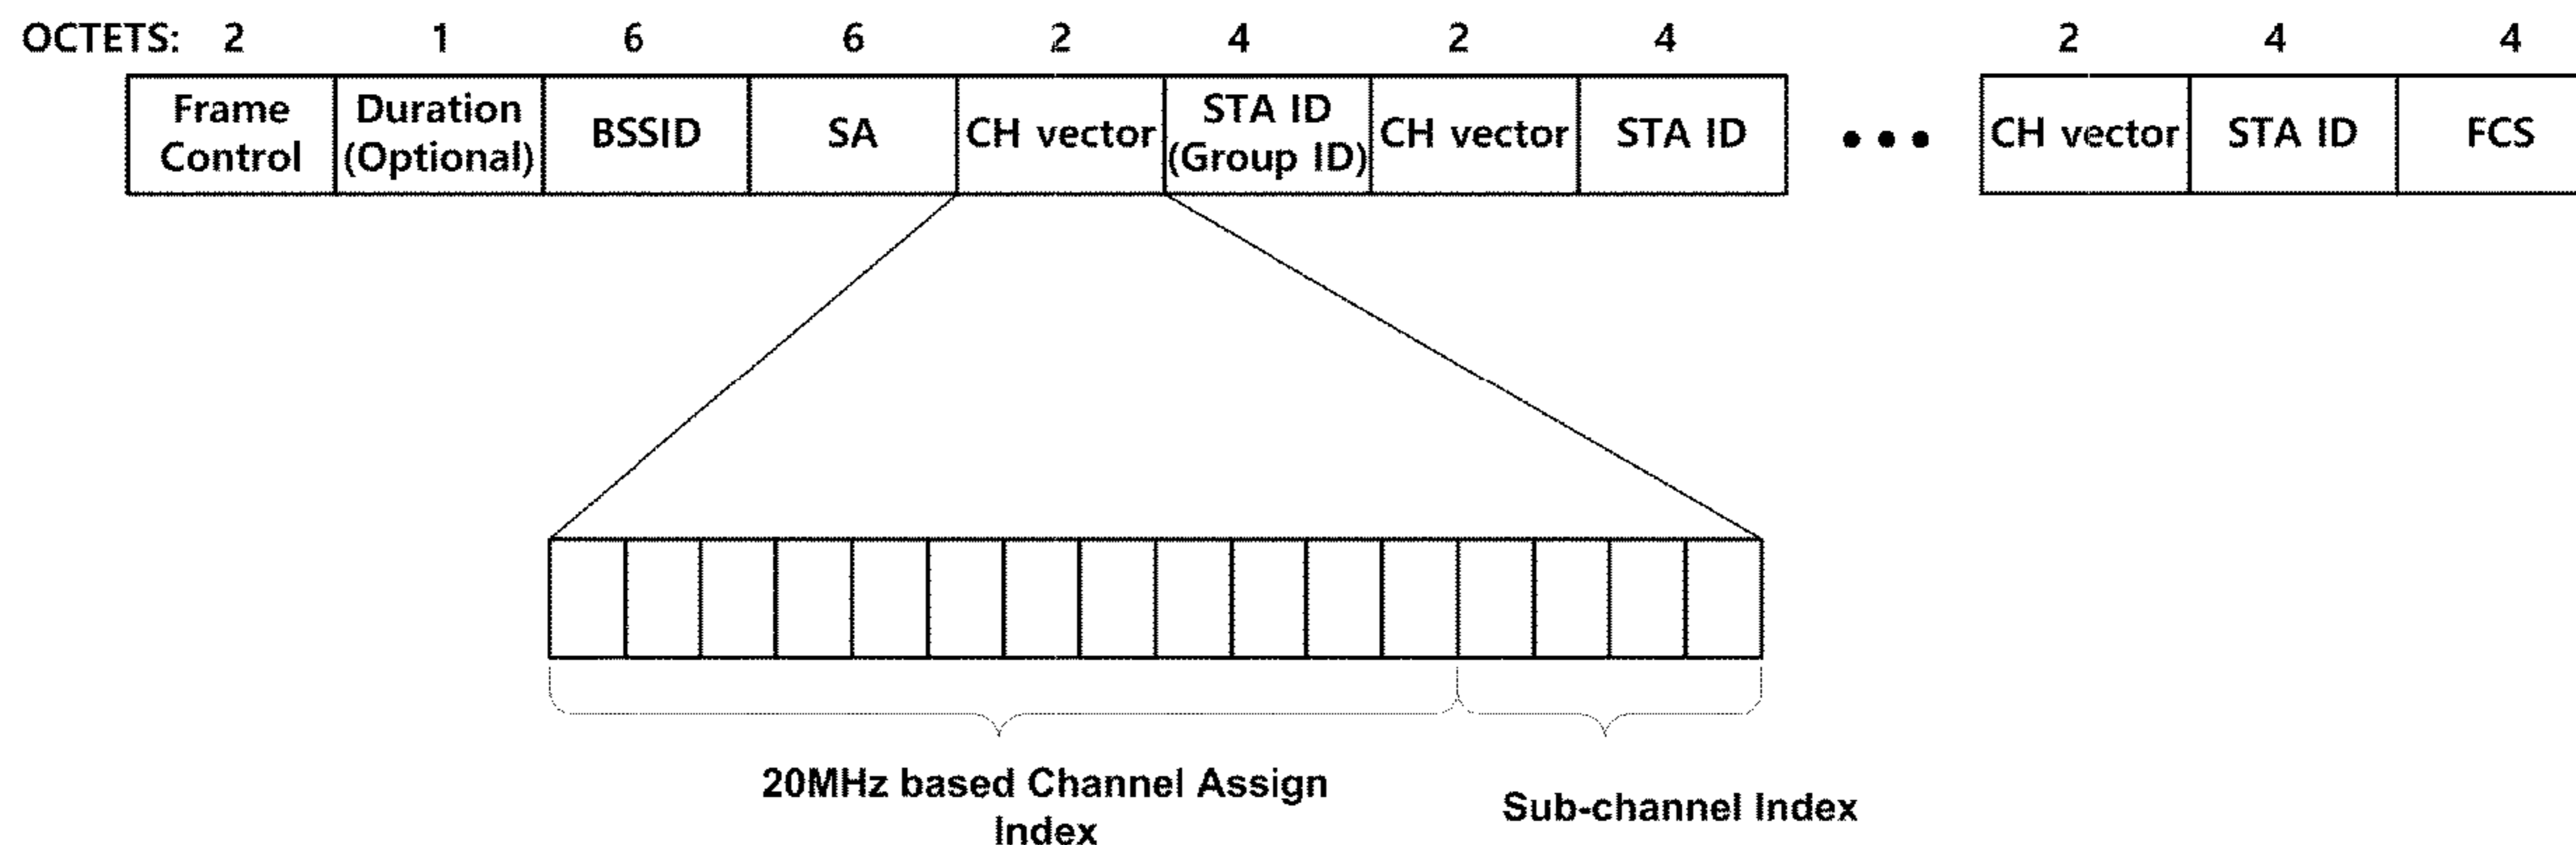 OCTETS: 2 1 6 6 2 4 2 4 2 4 4
Frame Control
Duration (Optional)
BSSID
SA
CH vector
STA ID (Group ID)
CH vector
STA ID
CH vector
STA ID
FCS
20MHz based Channel Assign
Index
Sub-channel Index